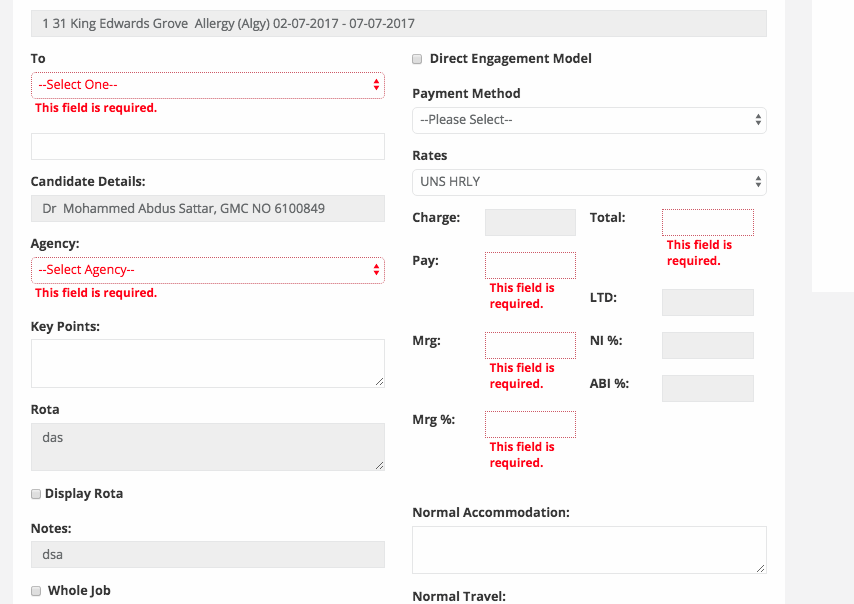 1 31 King Edwards Grove  Allergy (Algy) 02-07-2017 - 07-07-2017
To
--Select One--
This field is required.
Candidate Details:
Dr  Mohammed Abdus Sattar, GMC NO 6100849
Agency:
--Select Agency--
This field is required.
Key Points:
Rota
das
Display Rota
Notes:
dsa
Whole Job
Direct Engagement Model
Payment Method
--Please Select--
Rates
UNS HRLY
Charge:
Total:
This field is
required.
Pay:
This field is
required.
LTD:
Mrg:
This field is
required.
NI %:
ABI %:
Mrg %:
This field is
required.
Normal Accommodation:
Normal Travel: